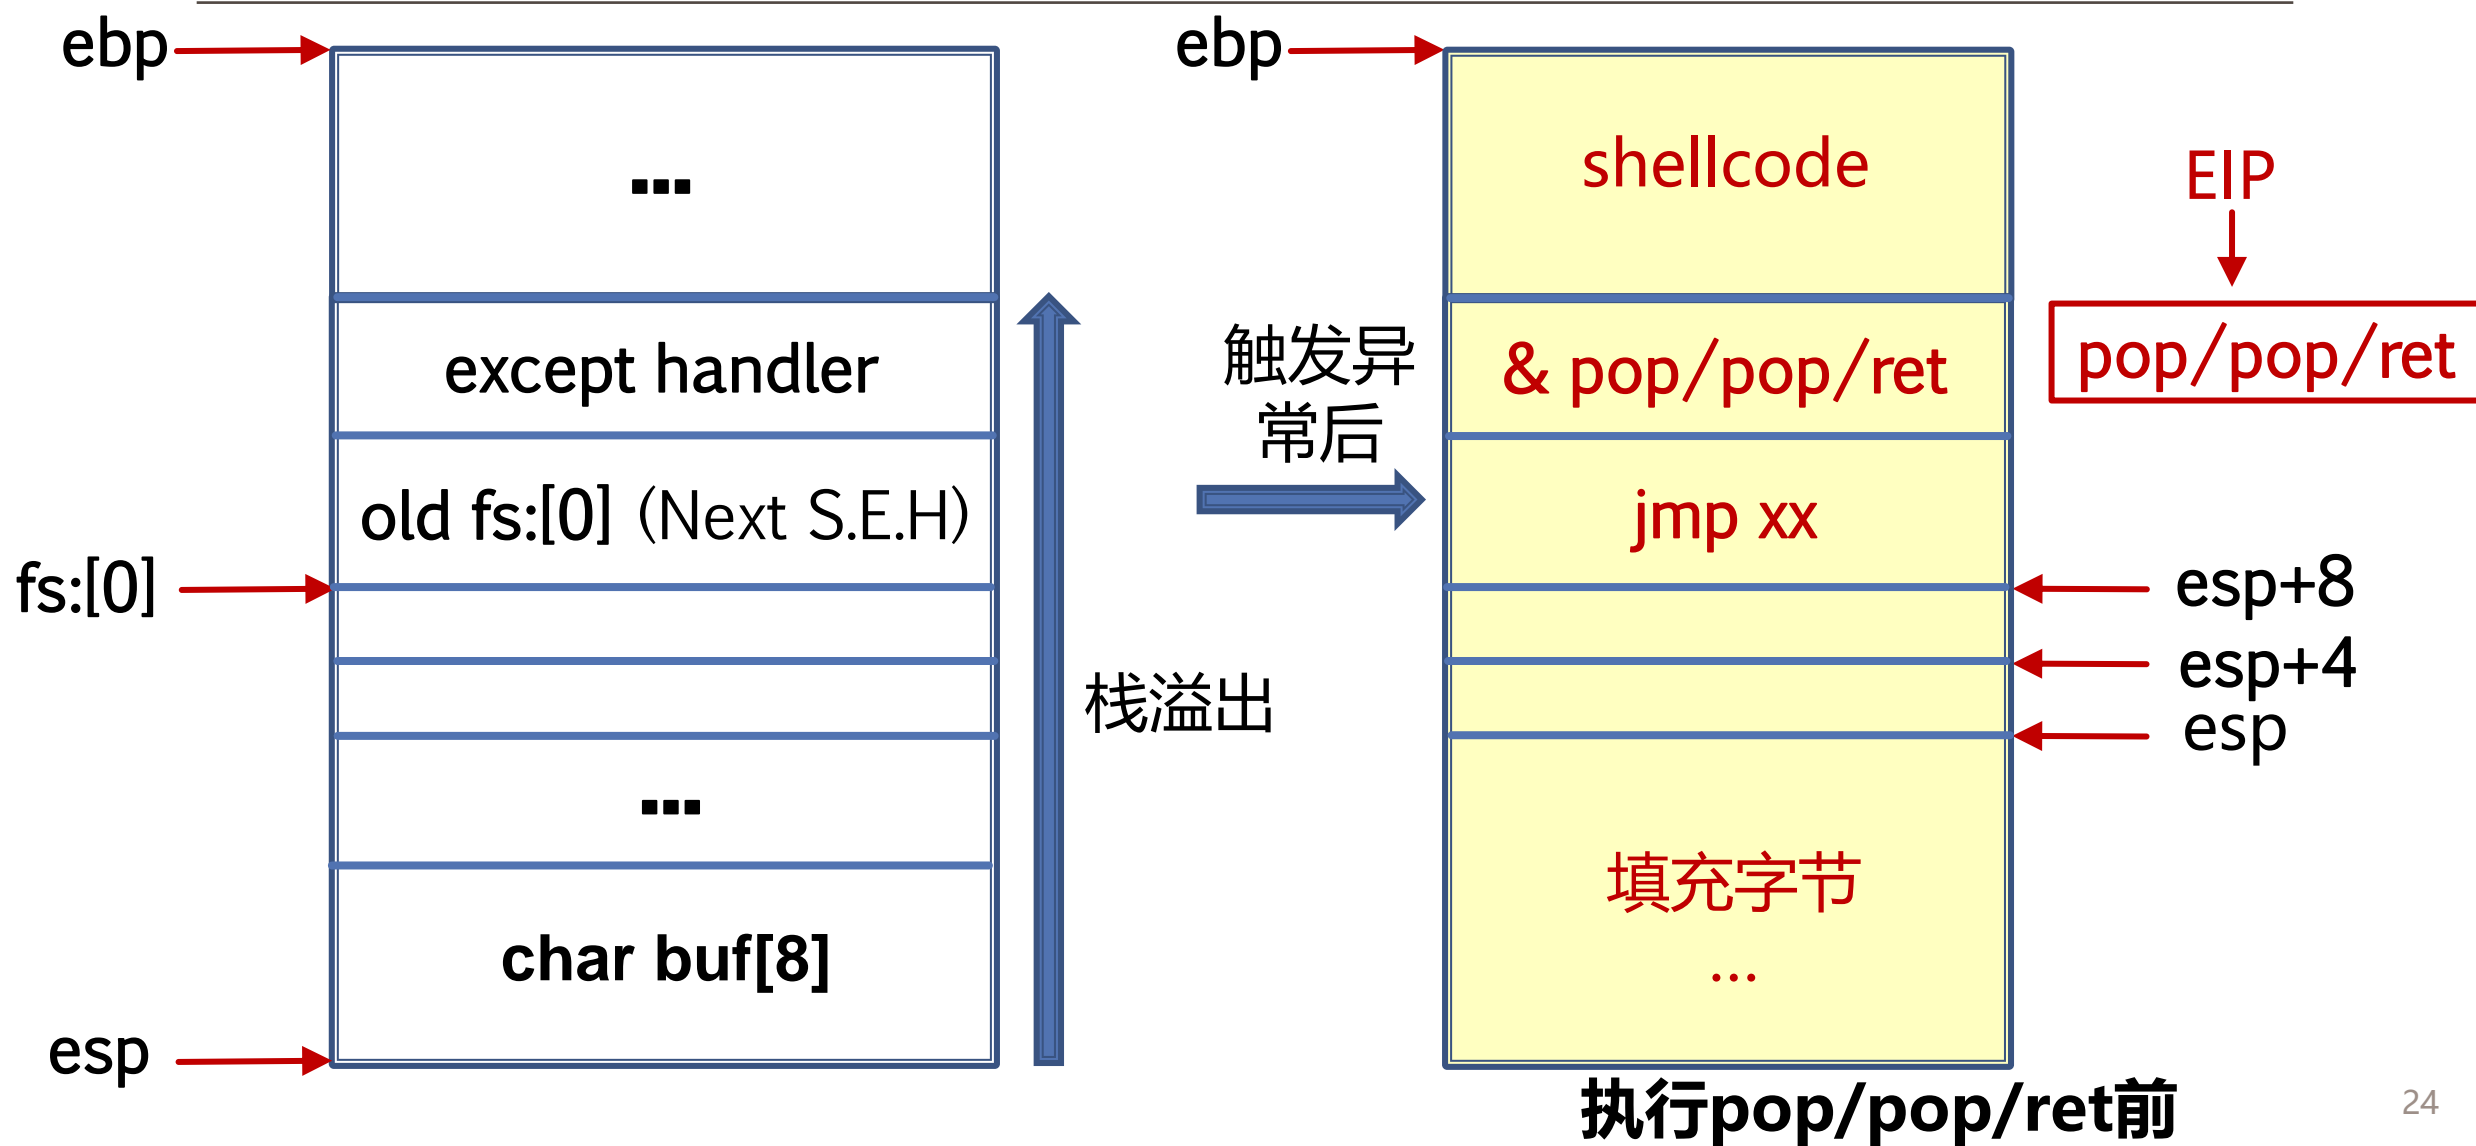 ebp
...
except handler
old fs:[0] (Next S.E.H)
fs:[0]
...
char buf[8]
esp
栈溢出
触发异
常后
ebp
shellcode
& pop/pop/ret
jmp xx
填充字节
...
EIP
pop/pop/ret
esp+8
esp+4
esp
执行pop/pop/ret前
24